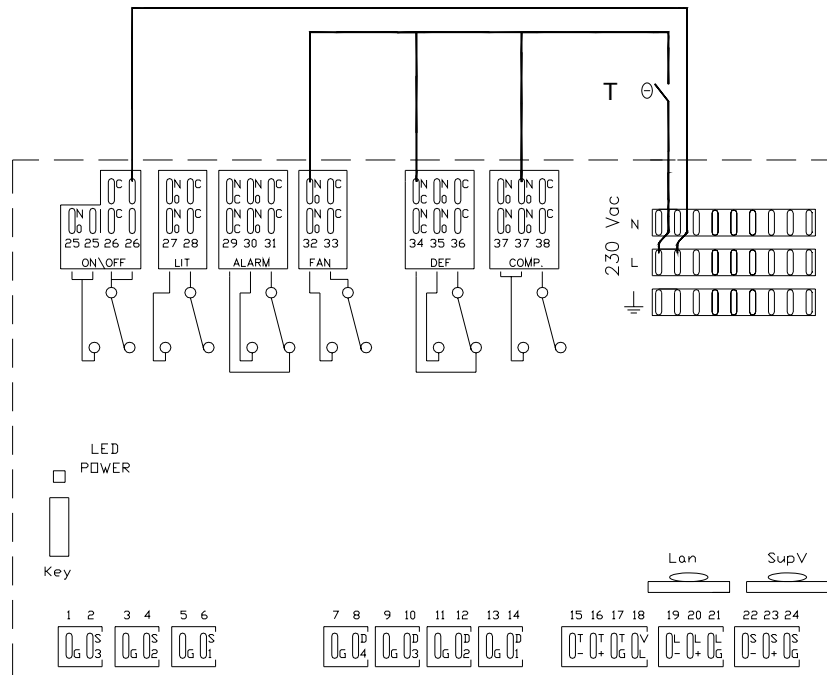 T Θ
230 Vac
C NO C NC NO C NO C NC NO C NO NO C
NO NO C NO C NC NO C NO C NC NO C NO NO C
N
25 25 26 26 27 28 29 30 31 32 33 34 35 36 37 37 38
ON\OFF LIT ALARM FAN DEF COMP.
L
LED
POWER
Key
Lan SupV
1 2 3 4 5 6 7 8 9 10 11 12 13 14 15 16 17 18 19 20 21 22 23 24
G S3 G S2 G S1 G D4 G D3 G D2 G D1 T- T+ TG VL L- L+ LG S- S+ SG